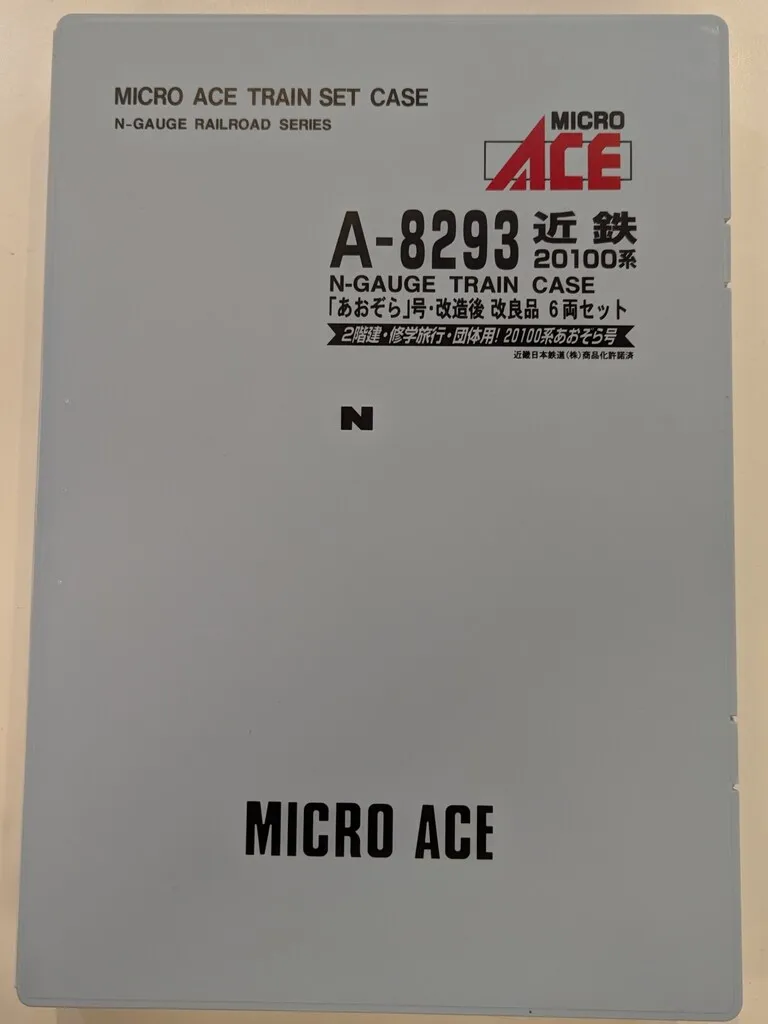 MICRO ACE TRAIN SET CASE
N-GAUGE RAILROAD SERIES
MICRO
ACE
A-8293 近鉄
20100系
N-GAUGE TRAIN CASE
「あおぞら」号・改造後 改良品 6両セット
2階建・修学旅行・団体用! 20100系あおぞら号
近畿日本鉄道(株)商品化許諾済
N
MICRO ACE